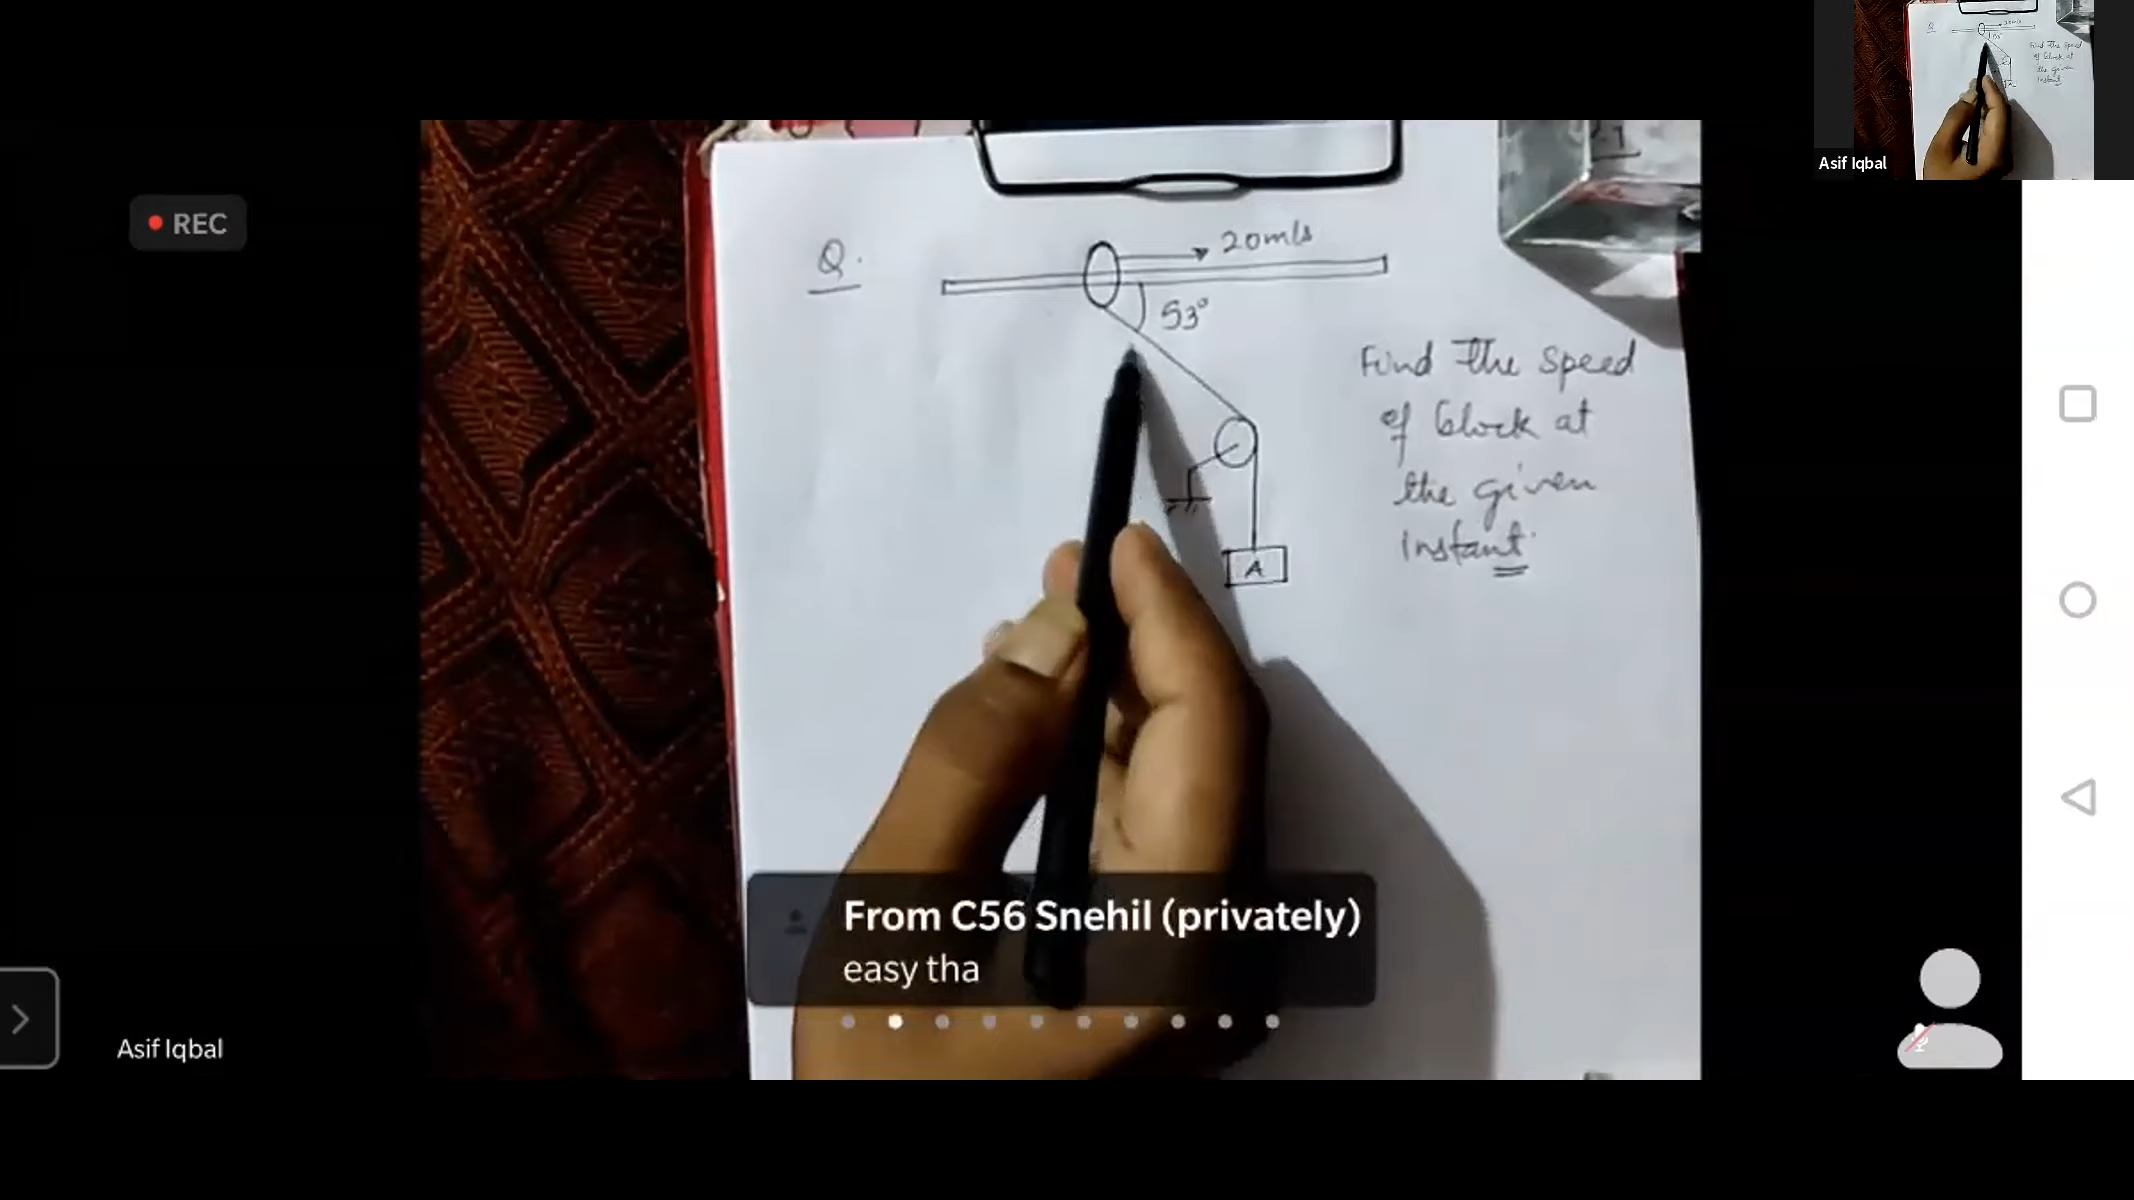 REC
Q.
20m/s
53°
Find the speed
of block at
the given
instant
A
From C56 Snehil (privately)
easy tha
Asif Iqbal
Asif Iqbal